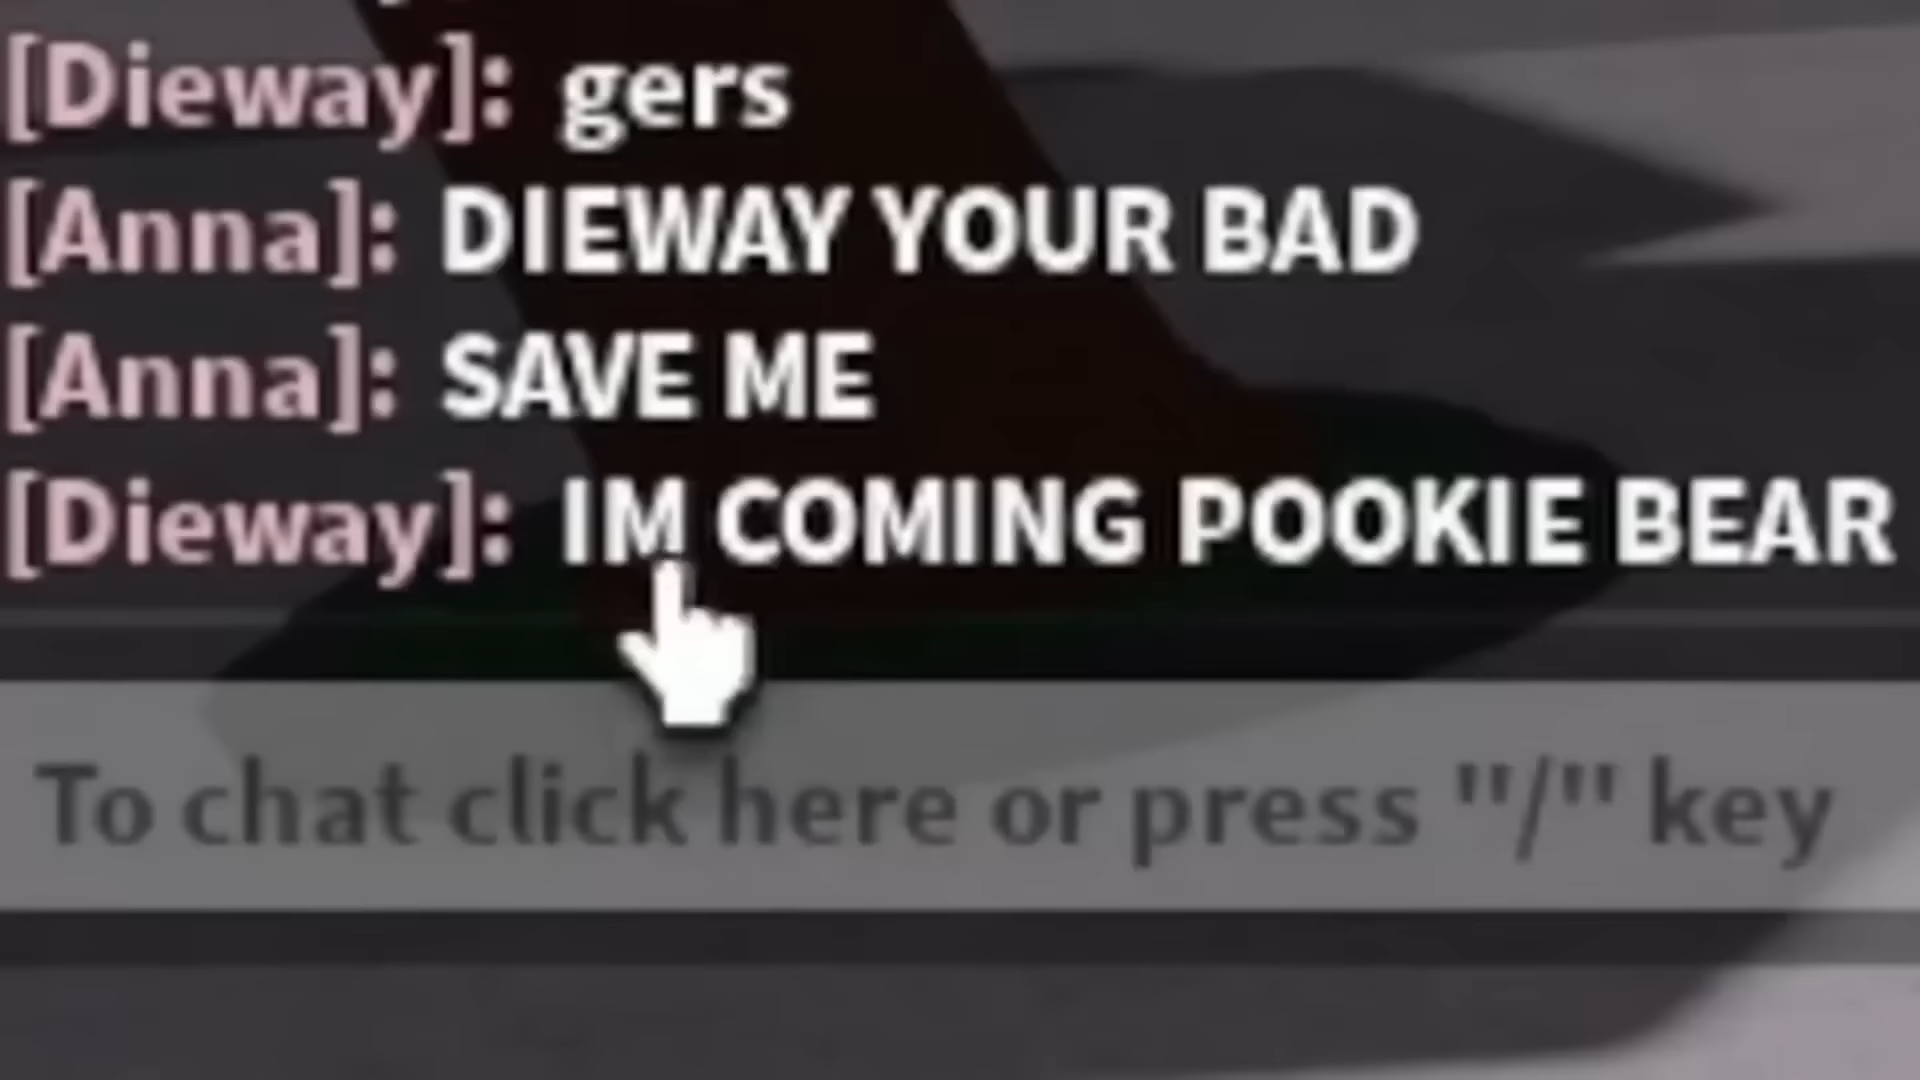 [Dieway]: gers
[Anna]: DIEWAY YOUR BAD
[Anna]: SAVE ME
[Dieway]: IM COMING POOKIE BEAR
To chat click here or press "/" key